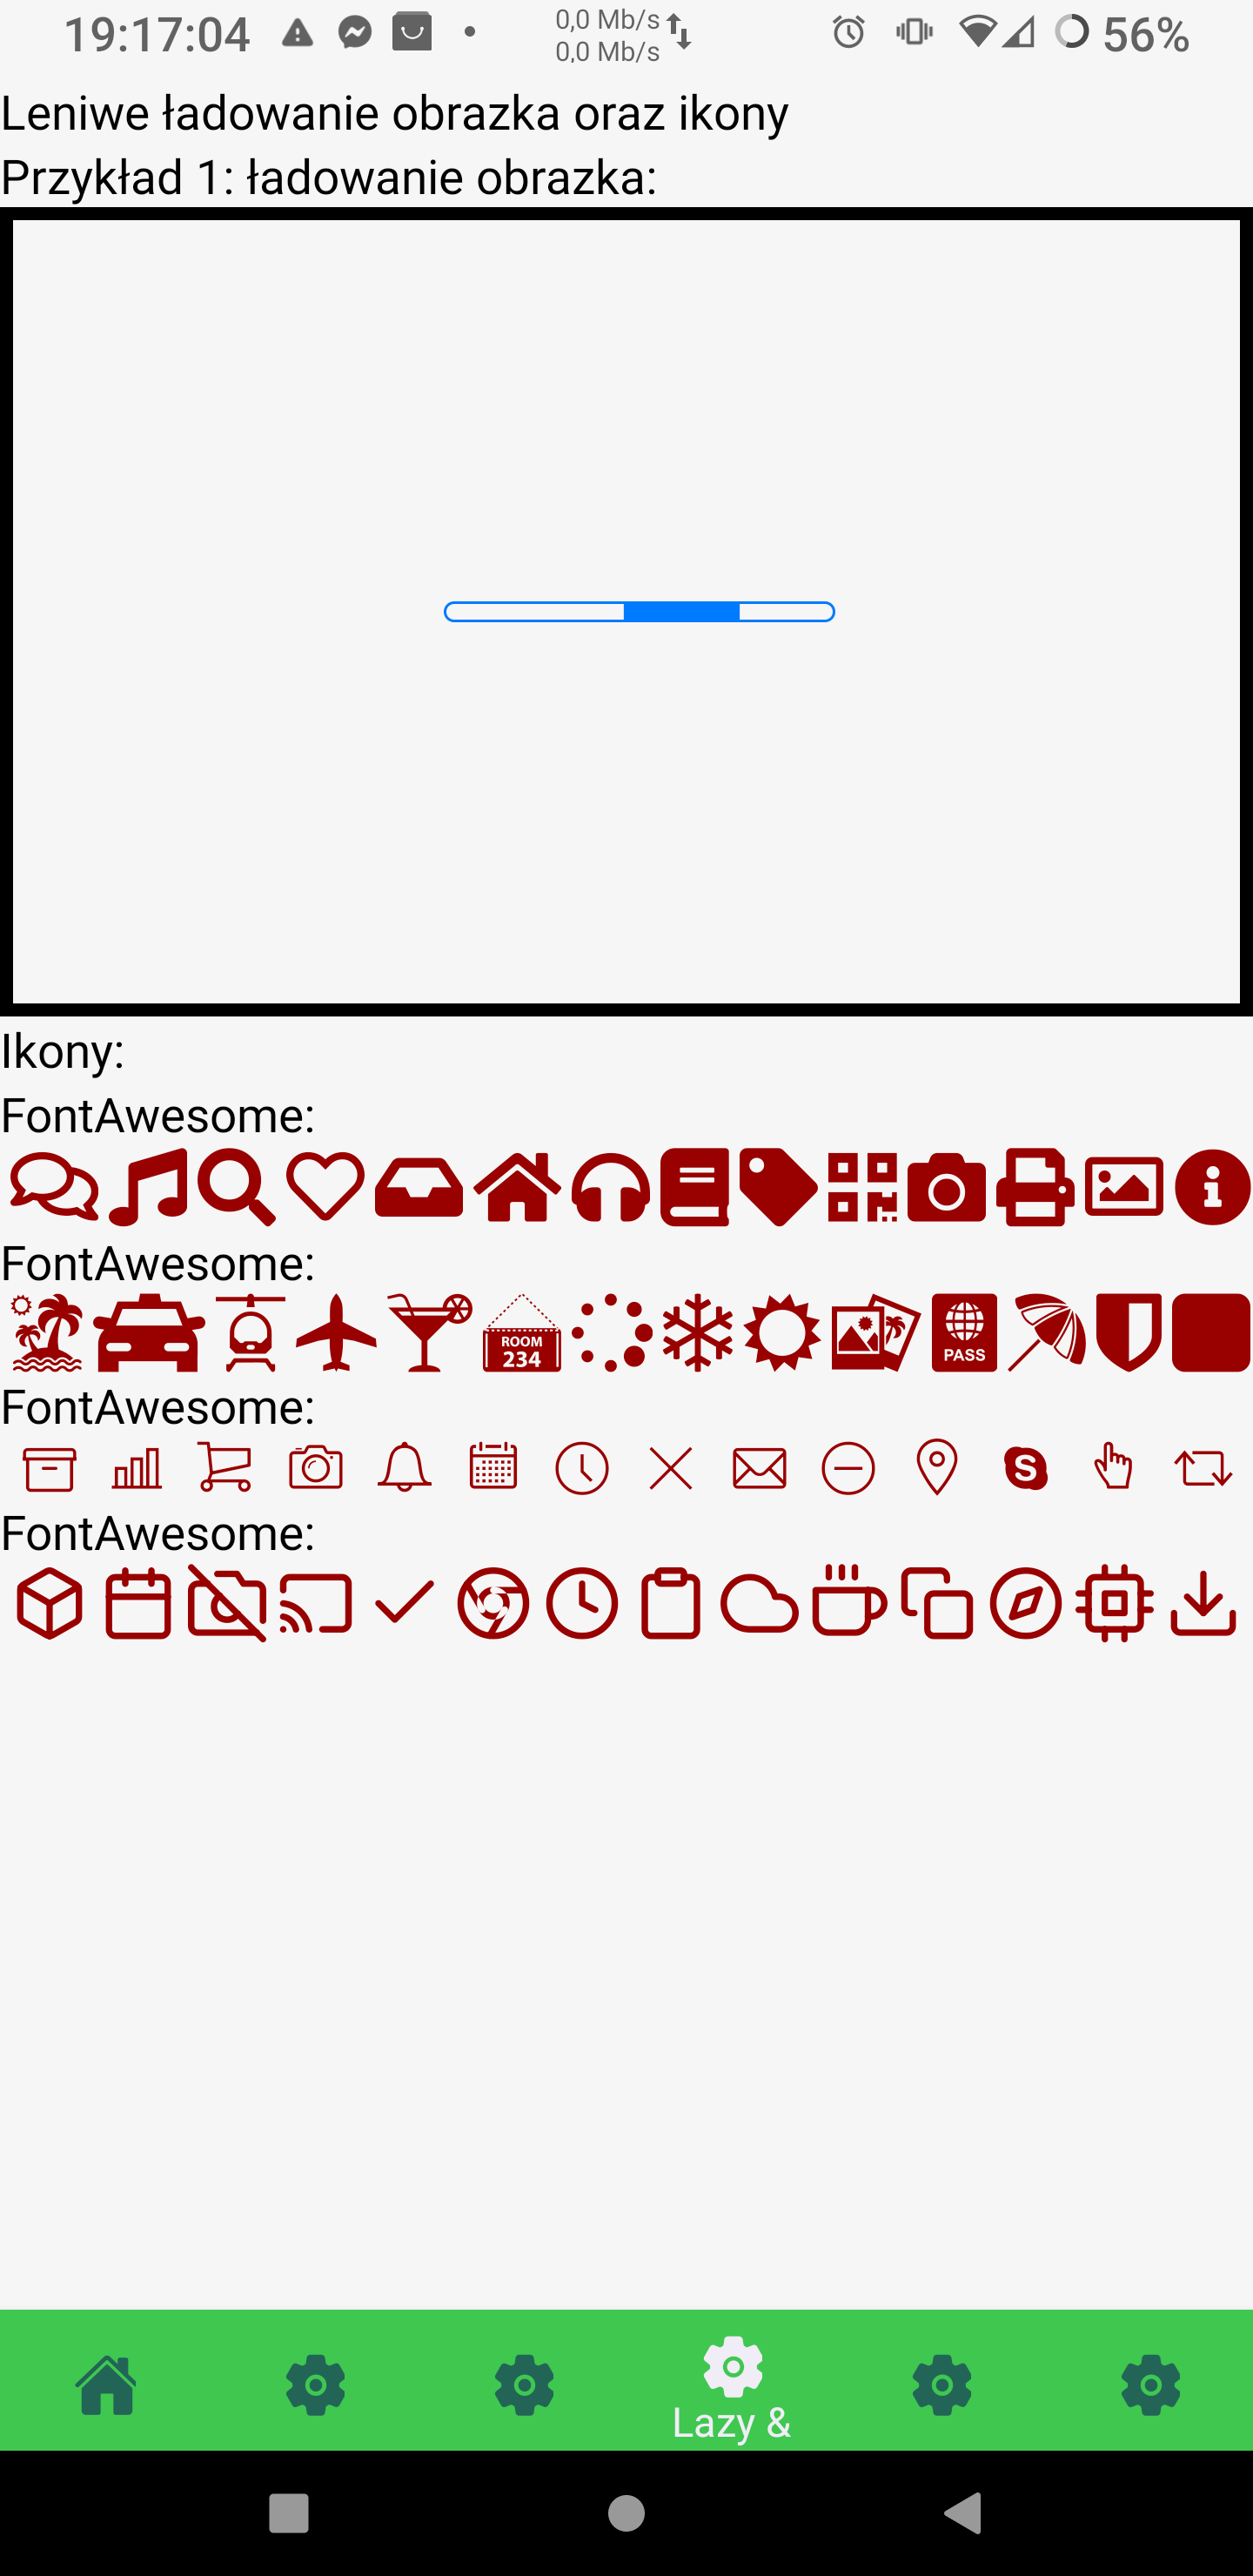 19:17:04
0,0 Mb/s
0,0 Mb/s
56%
Leniwe ładowanie obrazka oraz ikony
Przykład 1: ładowanie obrazka:
Ikony:
FontAwesome:
FontAwesome:
ROOM
234
PASS
FontAwesome:
S
FontAwesome:
Lazy &